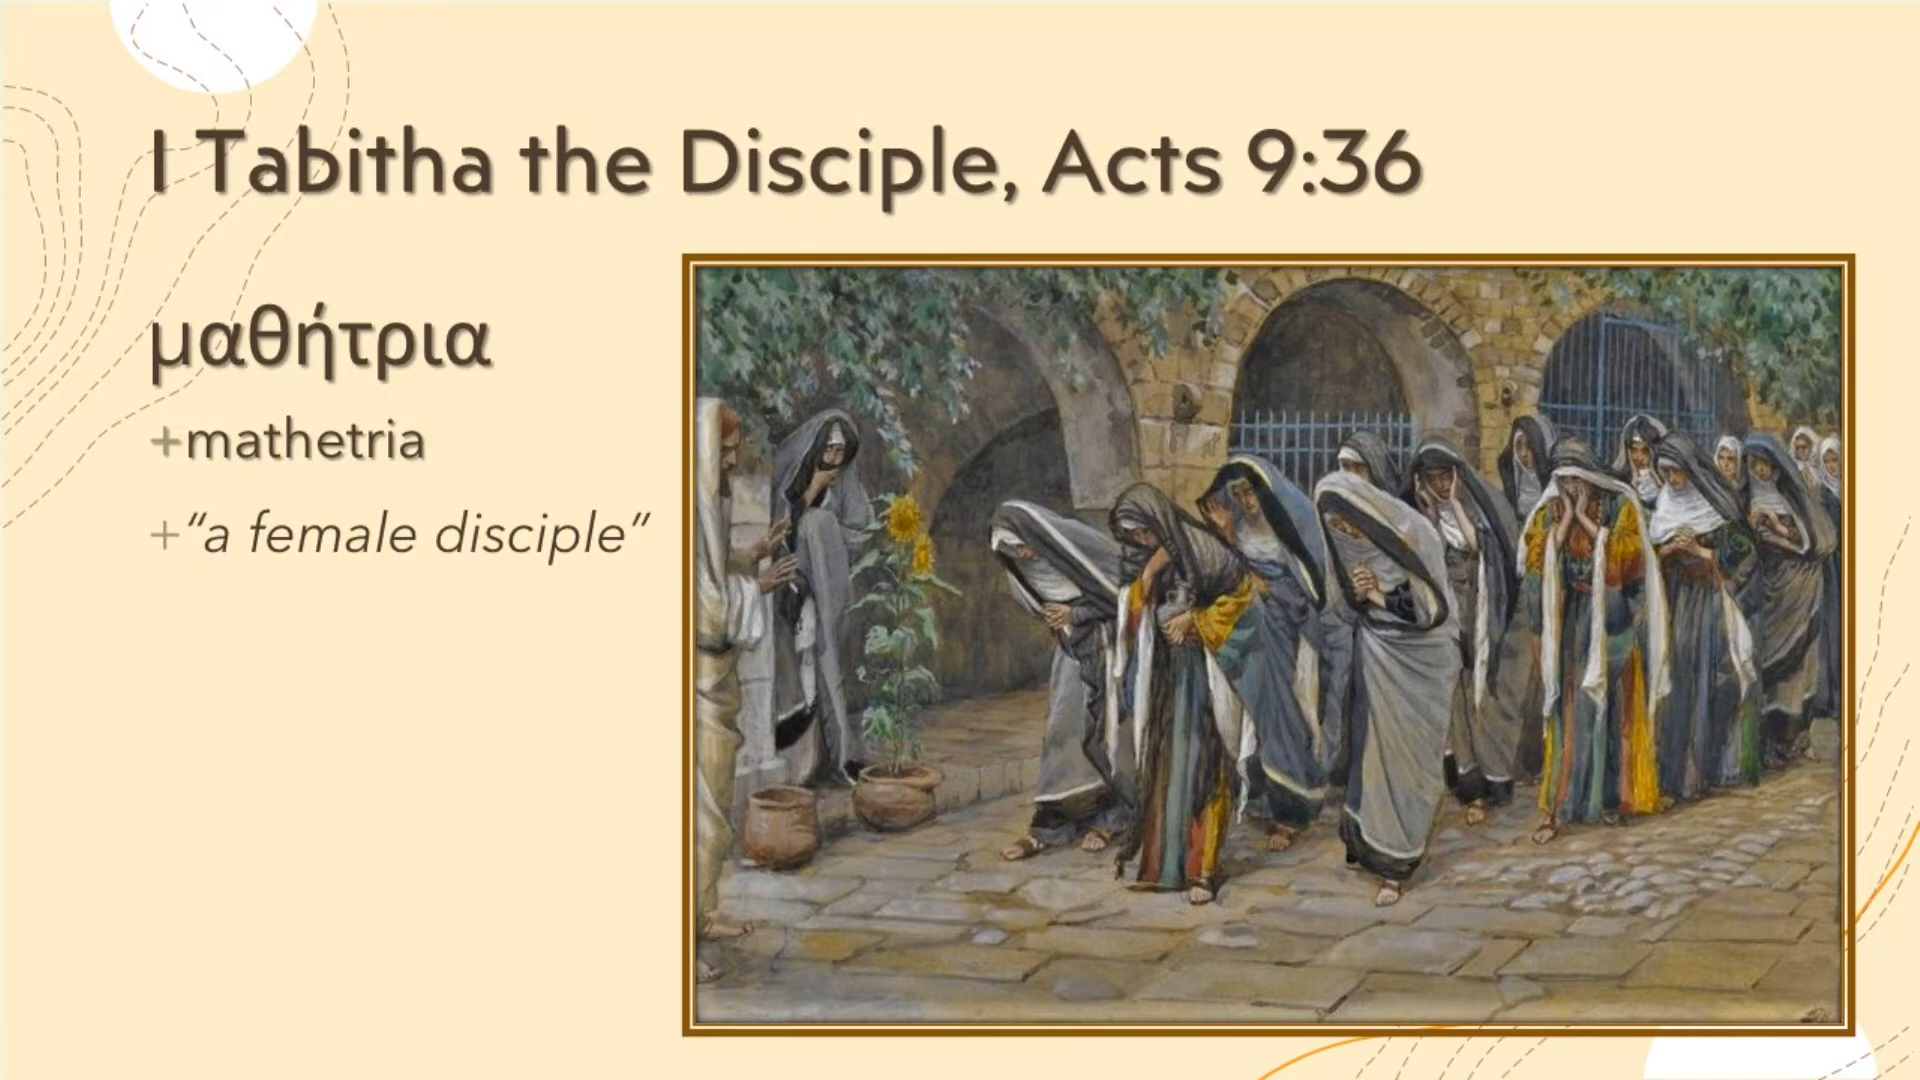 I Tabitha the Disciple, Acts 9:36
μαθήτρια
+mathetria
+“a female disciple”